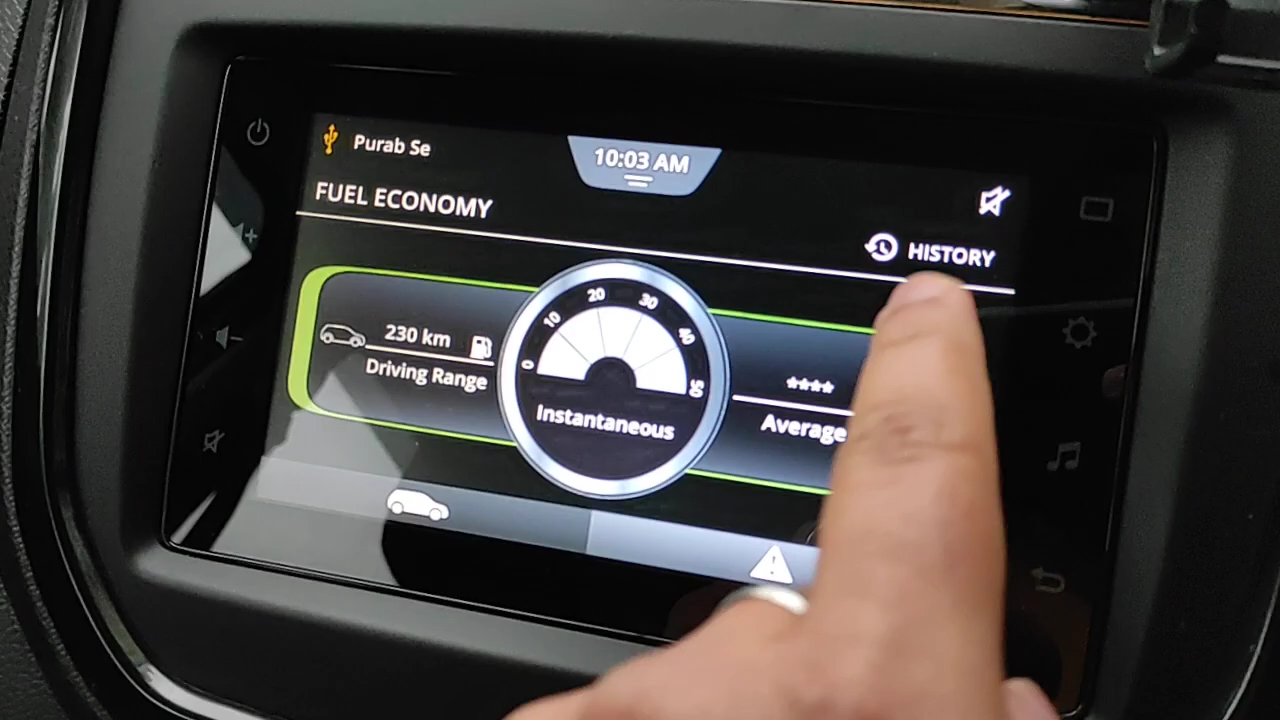 Purab Se
10:03 AM
FUEL ECONOMY
HISTORY
230 km
Driving Range
0
10
20
30
40
50
Instantaneous
****
Average